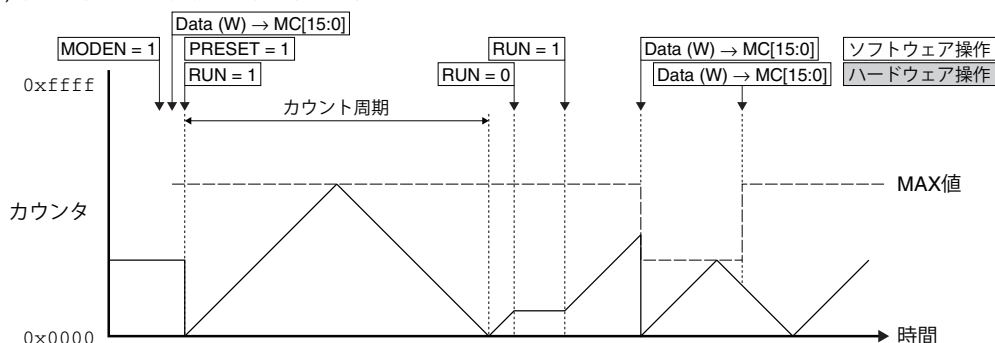 Data (W) → MC[15:0]
MODEN = 1
PRESET = 1
RUN = 1
Data (W) → MC[15:0]
ソフトウェア操作
RUN = 1
RUN = 0
Data (W) → MC[15:0]
ハードウェア操作
0xffff
カウント周期
MAX値
カウンタ
0x0000
時間